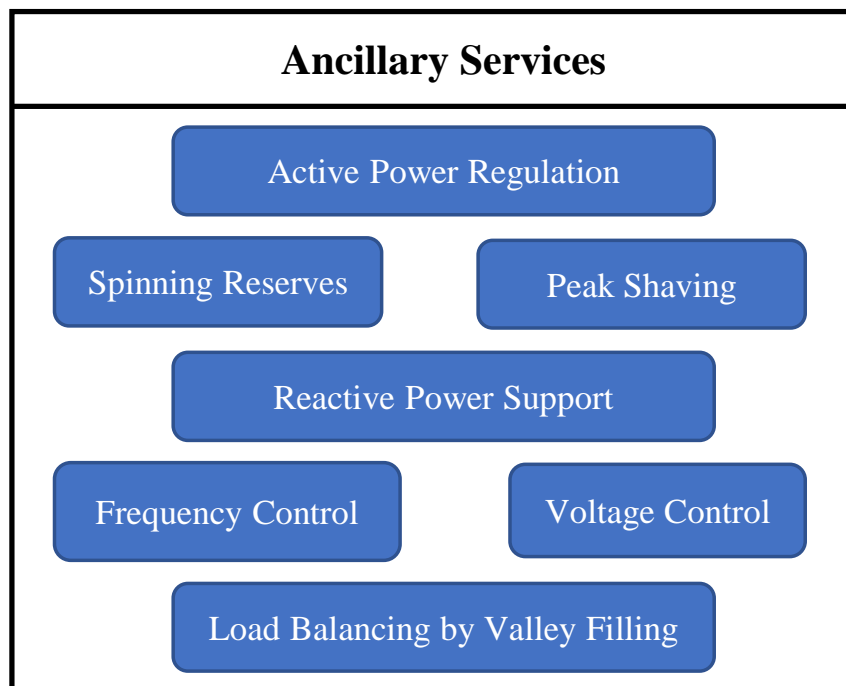 Ancillary Services
Active Power Regulation
Spinning Reserves
Peak Shaving
Reactive Power Support
Frequency Control
Voltage Control
Load Balancing by Valley Filling